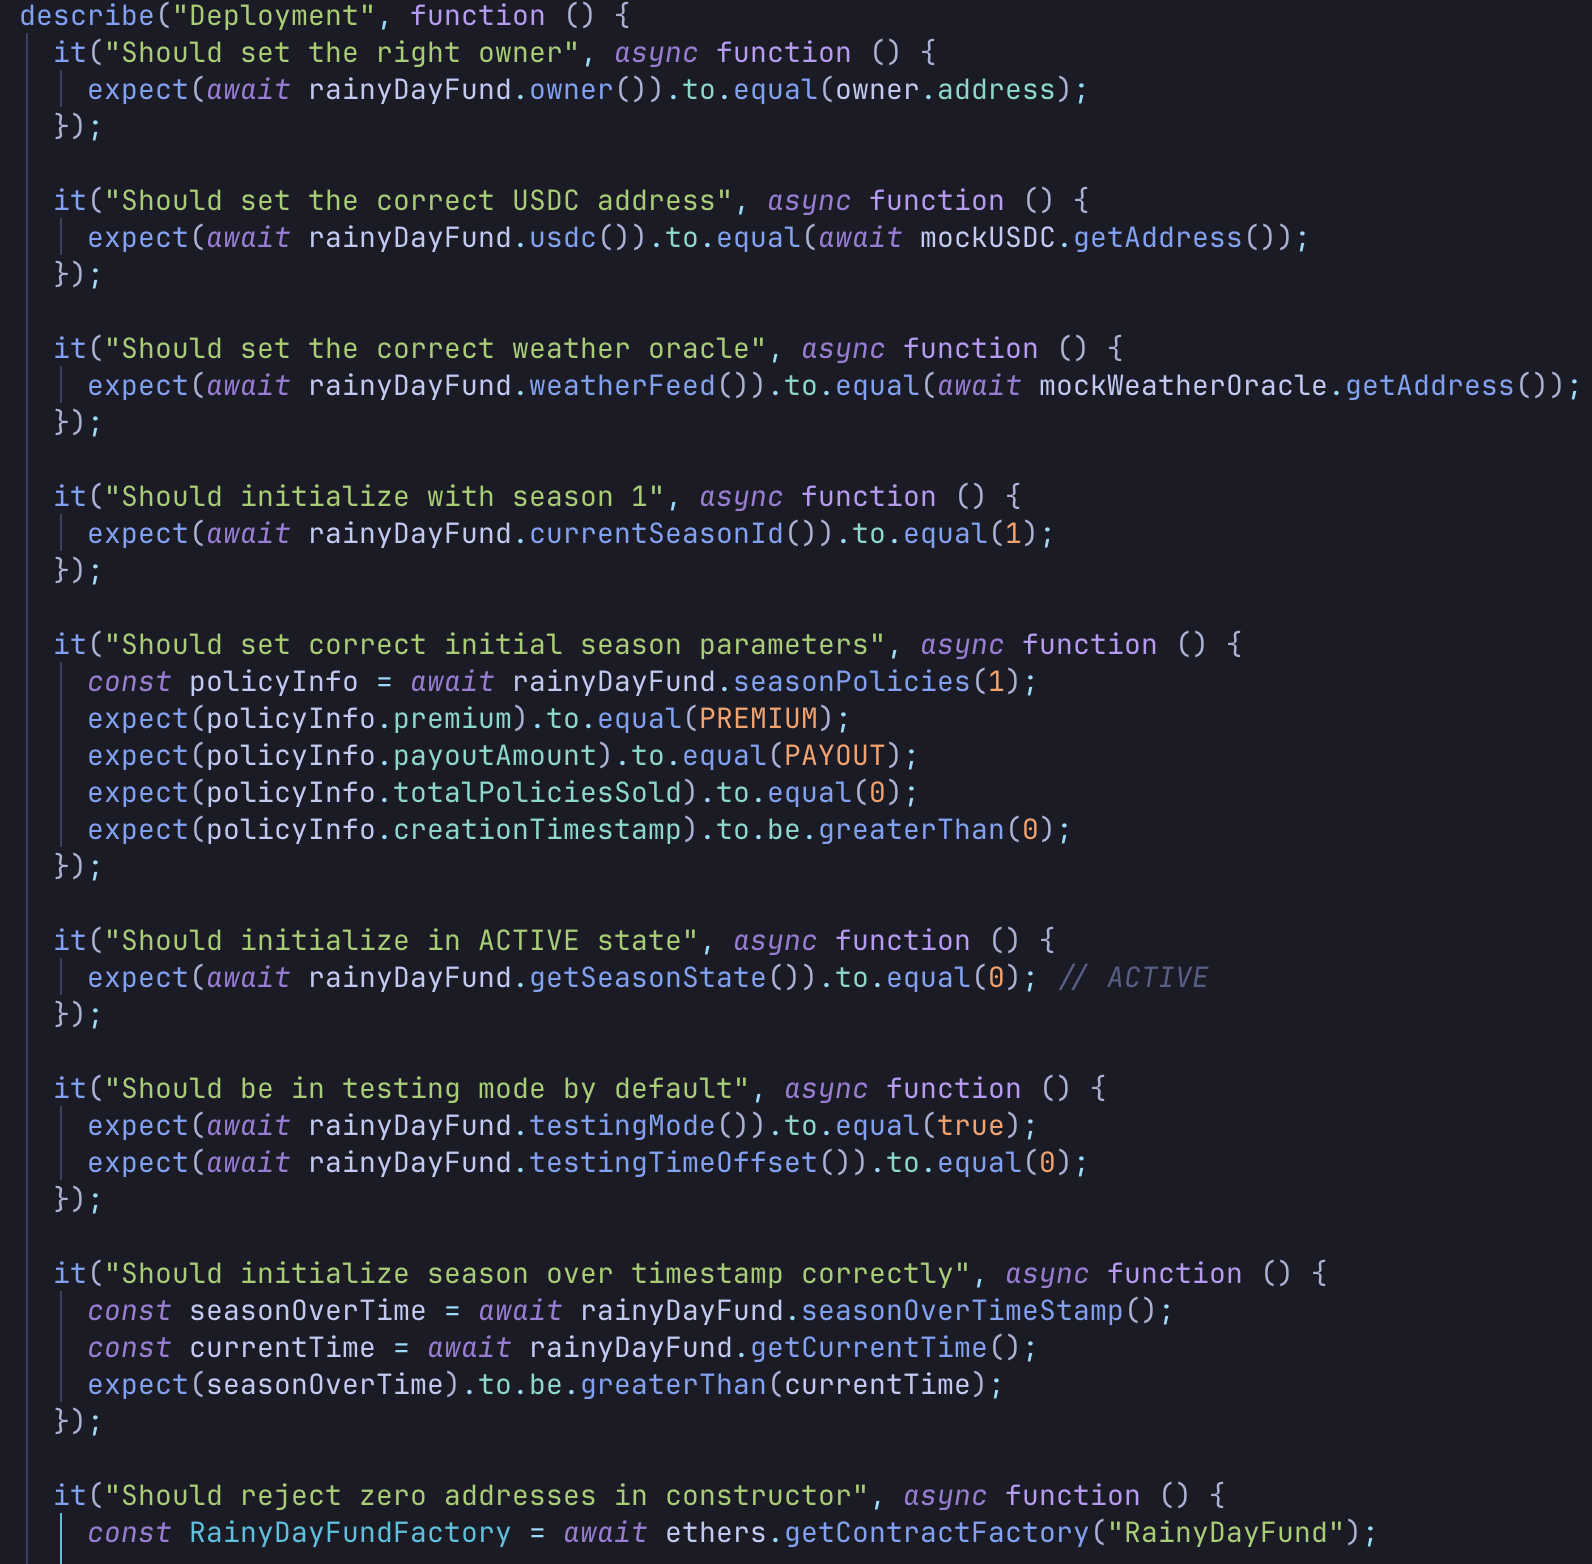 describe("Deployment", function () {
  it("Should set the right owner", async function () {
    expect(await rainyDayFund.owner()).to.equal(owner.address);
  });

  it("Should set the correct USDC address", async function () {
    expect(await rainyDayFund.usdc()).to.equal(await mockUSDC.getAddress());
  });

  it("Should set the correct weather oracle", async function () {
    expect(await rainyDayFund.weatherFeed()).to.equal(await mockWeatherOracle.getAddress());
  });

  it("Should initialize with season 1", async function () {
    expect(await rainyDayFund.currentSeasonId()).to.equal(1);
  });

  it("Should set correct initial season parameters", async function () {
    const policyInfo = await rainyDayFund.seasonPolicies(1);
    expect(policyInfo.premium).to.equal(PREMIUM);
    expect(policyInfo.payoutAmount).to.equal(PAYOUT);
    expect(policyInfo.totalPoliciesSold).to.equal(0);
    expect(policyInfo.creationTimestamp).to.be.greaterThan(0);
  });

  it("Should initialize in ACTIVE state", async function () {
    expect(await rainyDayFund.getSeasonState()).to.equal(0); // ACTIVE
  });

  it("Should be in testing mode by default", async function () {
    expect(await rainyDayFund.testingMode()).to.equal(true);
    expect(await rainyDayFund.testingTimeOffset()).to.equal(0);
  });

  it("Should initialize season over timestamp correctly", async function () {
    const seasonOverTime = await rainyDayFund.seasonOverTimeStamp();
    const currentTime = await rainyDayFund.getCurrentTime();
    expect(seasonOverTime).to.be.greaterThan(currentTime);
  });

  it("Should reject zero addresses in constructor", async function () {
    const RainyDayFundFactory = await ethers.getContractFactory("RainyDayFund");